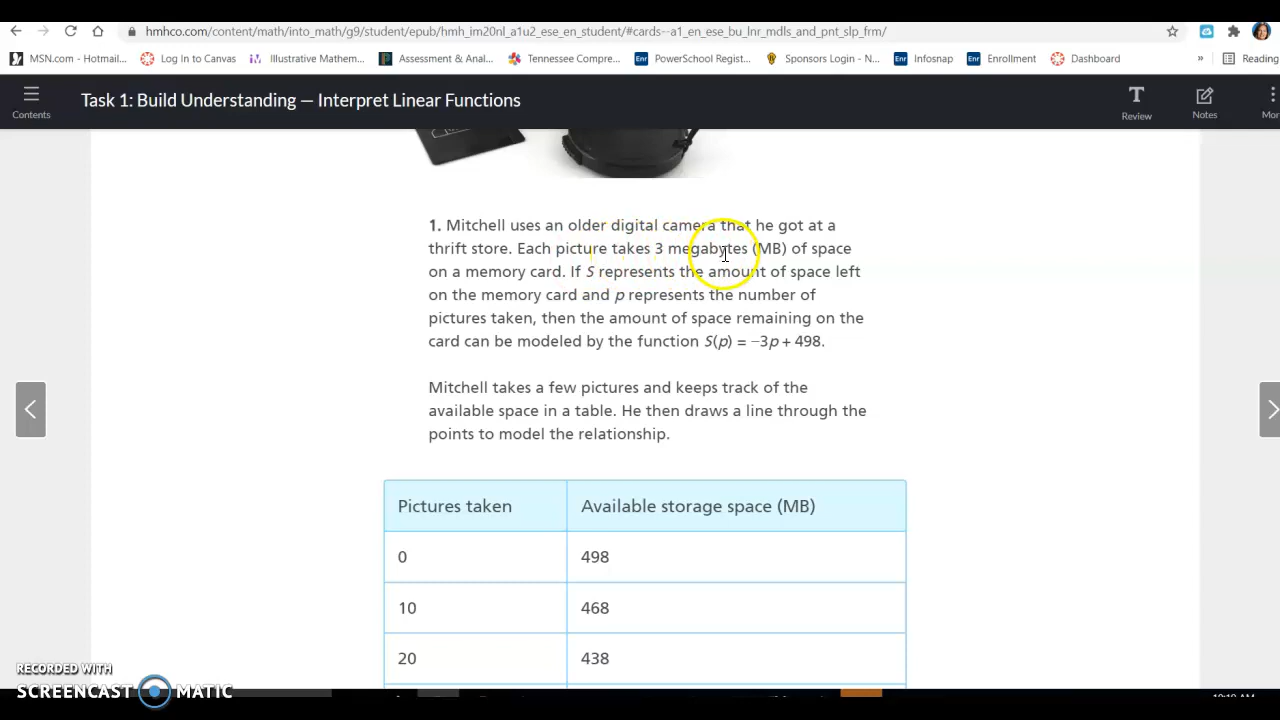 hmhco.com/content/math/into_math/g9/student/epub/hmh_im20nl_a1u2_ese_en_student/#cards--a1_en_ese_bu_lnr_mdls_and_pnt_slp_frm/
MSN.com - Hotmail... Log In to Canvas Illustrative Mathem... Assessment & Anal... Tennessee Compre... PowerSchool Regist... Sponsors Login - N... Infosnap Enrollment Dashboard » Reading
Contents
Task 1: Build Understanding — Interpret Linear Functions
Review
Notes
Mor
1. Mitchell uses an older digital camera that he got at a
thrift store. Each picture takes 3 megabytes (MB) of space
on a memory card. If S represents the amount of space left
on the memory card and p represents the number of
pictures taken, then the amount of space remaining on the
card can be modeled by the function S(p) = −3p + 498.
Mitchell takes a few pictures and keeps track of the
available space in a table. He then draws a line through the
points to model the relationship.
Pictures taken Available storage space (MB)
0 498
10 468
20 438
RECORDED WITH
SCREENCAST MATIC